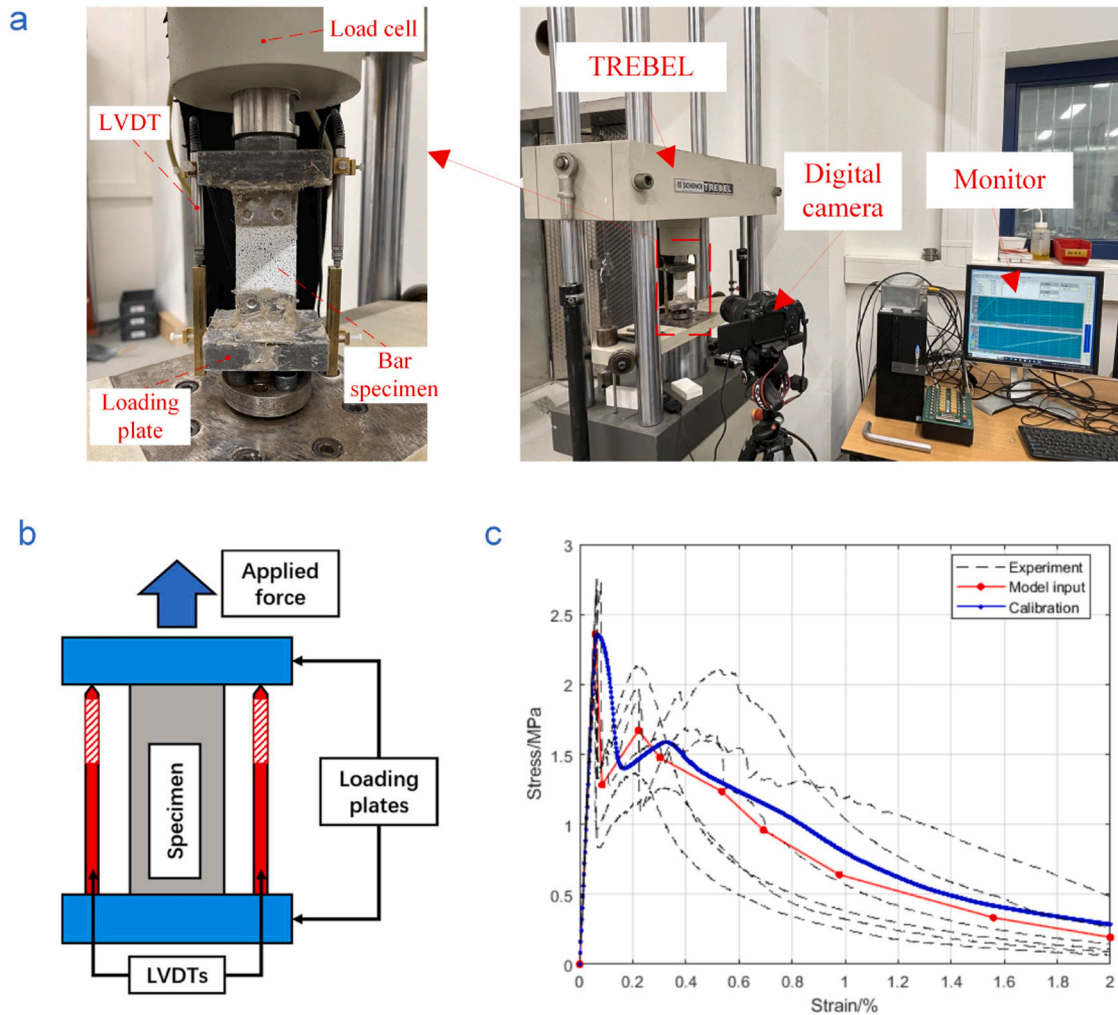 a
Load cell
LVDT
Loading
plate
Bar
specimen
TREBEL
SCHENCK TREBEL
Digital
camera
Monitor
b
Applied
force
Specimen
Loading
plates
LVDTs
c
3
2.5
2
1.5
1
0.5
0
Stress/MPa
Experiment
Model input
Calibration
0
0.2
0.4
0.6
0.8
1
1.2
1.4
1.6
1.8
2
Strain/%